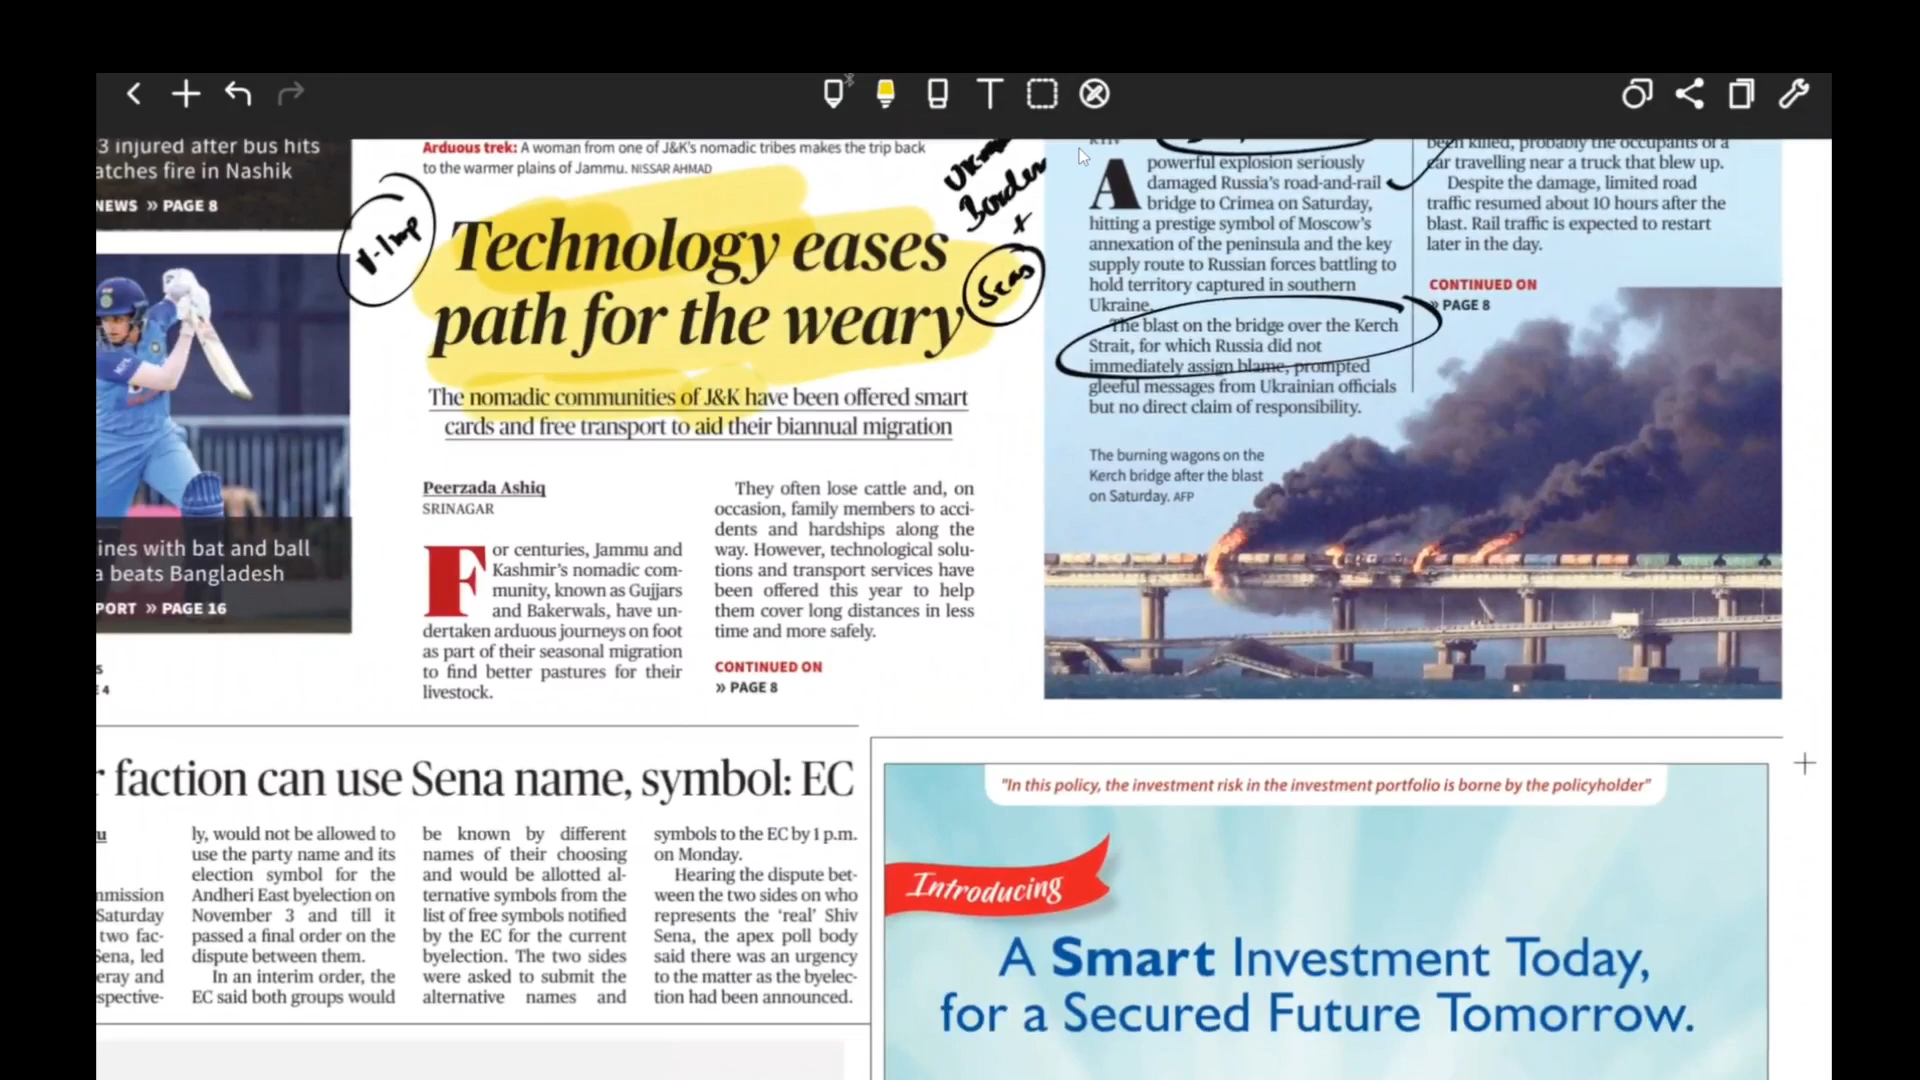 3 injured after bus hits
atches fire in Nashik
NEWS » PAGE 8
ines with bat and ball
a beats Bangladesh
PORT » PAGE 16
S
E 4
Arduous trek: A woman from one of J&K's nomadic tribes makes the trip back
to the warmer plains of Jammu. NISSAR AHMAD
V-Imp
Technology eases
path for the weary
Border
+
Seas
The nomadic communities of J&K have been offered smart
cards and free transport to aid their biannual migration
Peerzada Ashiq
SRINAGAR
For centuries, Jammu and
Kashmir's nomadic com-
munity, known as Gujjars
and Bakerwals, have un-
dertaken arduous journeys on foot
as part of their seasonal migration
to find better pastures for their
livestock.
They often lose cattle and, on
occasion, family members to acci-
dents and hardships along the
way. However, technological solu-
tions and transport services have
been offered this year to help
them cover long distances in less
time and more safely.
CONTINUED ON
» PAGE 8
KYIV
A powerful explosion seriously
damaged Russia's road-and-rail
bridge to Crimea on Saturday,
hitting a prestige symbol of Moscow's
annexation of the peninsula and the key
supply route to Russian forces battling to
hold territory captured in southern
Ukraine.
The blast on the bridge over the Kerch
Strait, for which Russia did not
immediately assign blame, prompted
gleeful messages from Ukrainian officials
but no direct claim of responsibility.
been killed, probably the occupants of a
car travelling near a truck that blew up.
Despite the damage, limited road
traffic resumed about 10 hours after the
blast. Rail traffic is expected to restart
later in the day.
CONTINUED ON
» PAGE 8
The burning wagons on the
Kerch bridge after the blast
on Saturday. AFP
r faction can use Sena name, symbol: EC
u
mmission
Saturday
two fac-
Sena, led
eray and
spective-
ly, would not be allowed to
use the party name and its
election symbol for the
Andheri East byelection on
November 3 and till it
passed a final order on the
dispute between them.
In an interim order, the
EC said both groups would
be known by different
names of their choosing
and would be allotted al-
ternative symbols from the
list of free symbols notified
by the EC for the current
byelection. The two sides
were asked to submit the
alternative names and
symbols to the EC by 1 p.m.
on Monday.
Hearing the dispute bet-
ween the two sides on who
represents the 'real' Shiv
Sena, the apex poll body
said there was an urgency
to the matter as the byelec-
tion had been announced.
"In this policy, the investment risk in the investment portfolio is borne by the policyholder"
Introducing
A Smart Investment Today,
for a Secured Future Tomorrow.